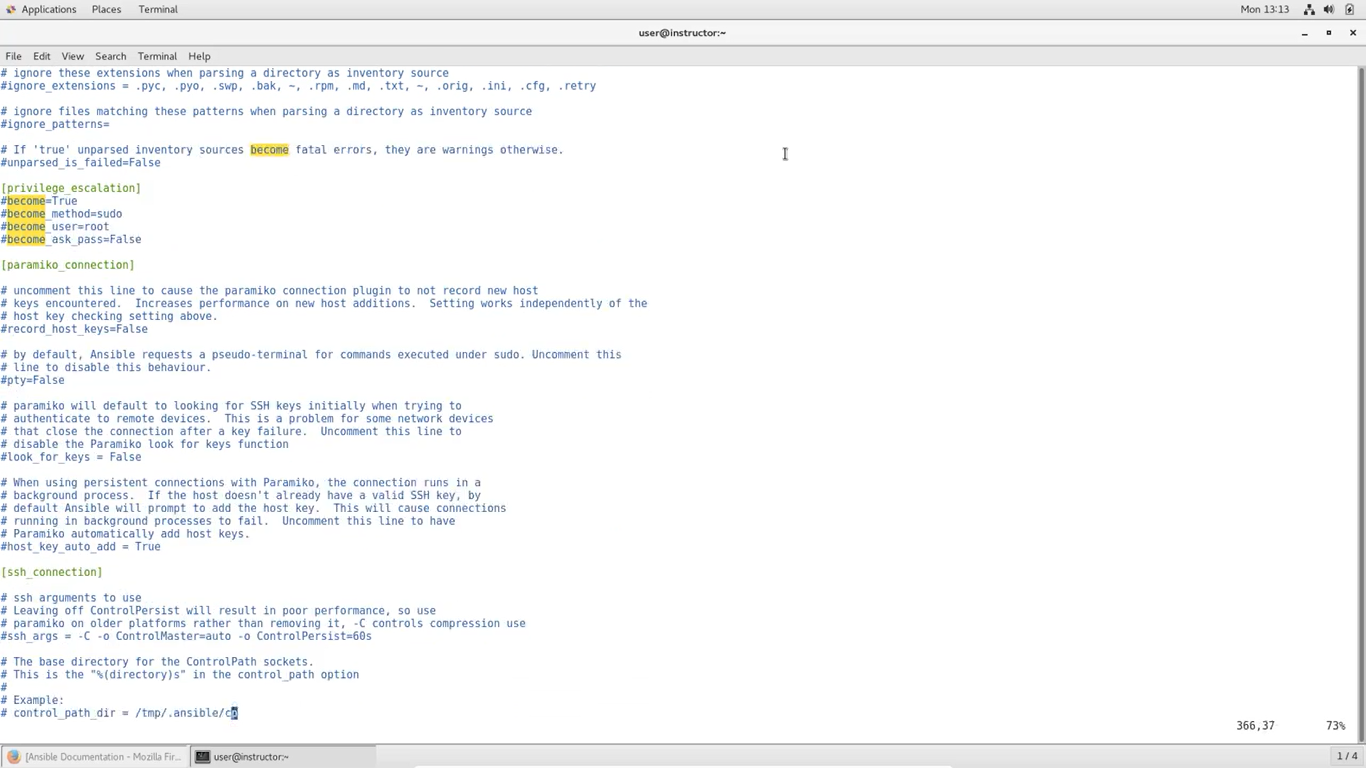 Applications Places Terminal Mon 13:13
user@instructor:~
File Edit View Search Terminal Help
# ignore these extensions when parsing a directory as inventory source
#ignore_extensions = .pyc, .pyo, .swp, .bak, ~, .rpm, .md, .txt, ~, .orig, .ini, .cfg, .retry
# ignore files matching these patterns when parsing a directory as inventory source
#ignore_patterns=
# If 'true' unparsed inventory sources become fatal errors, they are warnings otherwise.
#unparsed_is_failed=False
[privilege_escalation]
#become=True
#become_method=sudo
#become_user=root
#become_ask_pass=False
[paramiko_connection]
# uncomment this line to cause the paramiko connection plugin to not record new host
# keys encountered.  Increases performance on new host additions.  Setting works independently of the
# host key checking setting above.
#record_host_keys=False
# by default, Ansible requests a pseudo-terminal for commands executed under sudo. Uncomment this
# line to disable this behaviour.
#pty=False
# paramiko will default to looking for SSH keys initially when trying to
# authenticate to remote devices.  This is a problem for some network devices
# that close the connection after a key failure.  Uncomment this line to
# disable the Paramiko look for keys function
#look_for_keys = False
# When using persistent connections with Paramiko, the connection runs in a
# background process.  If the host doesn't already have a valid SSH key, by
# default Ansible will prompt to add the host key.  This will cause connections
# running in background processes to fail.  Uncomment this line to have
# Paramiko automatically add host keys.
#host_key_auto_add = True
[ssh_connection]
# ssh arguments to use
# Leaving off ControlPersist will result in poor performance, so use
# paramiko on older platforms rather than removing it, -C controls compression use
#ssh_args = -C -o ControlMaster=auto -o ControlPersist=60s
# The base directory for the ControlPath sockets.
# This is the "%(directory)s" in the control_path option
#
# Example:
# control_path_dir = /tmp/.ansible/cp
366,37 73%
[Ansible Documentation - Mozilla Fir... user@instructor:~ 1 / 4